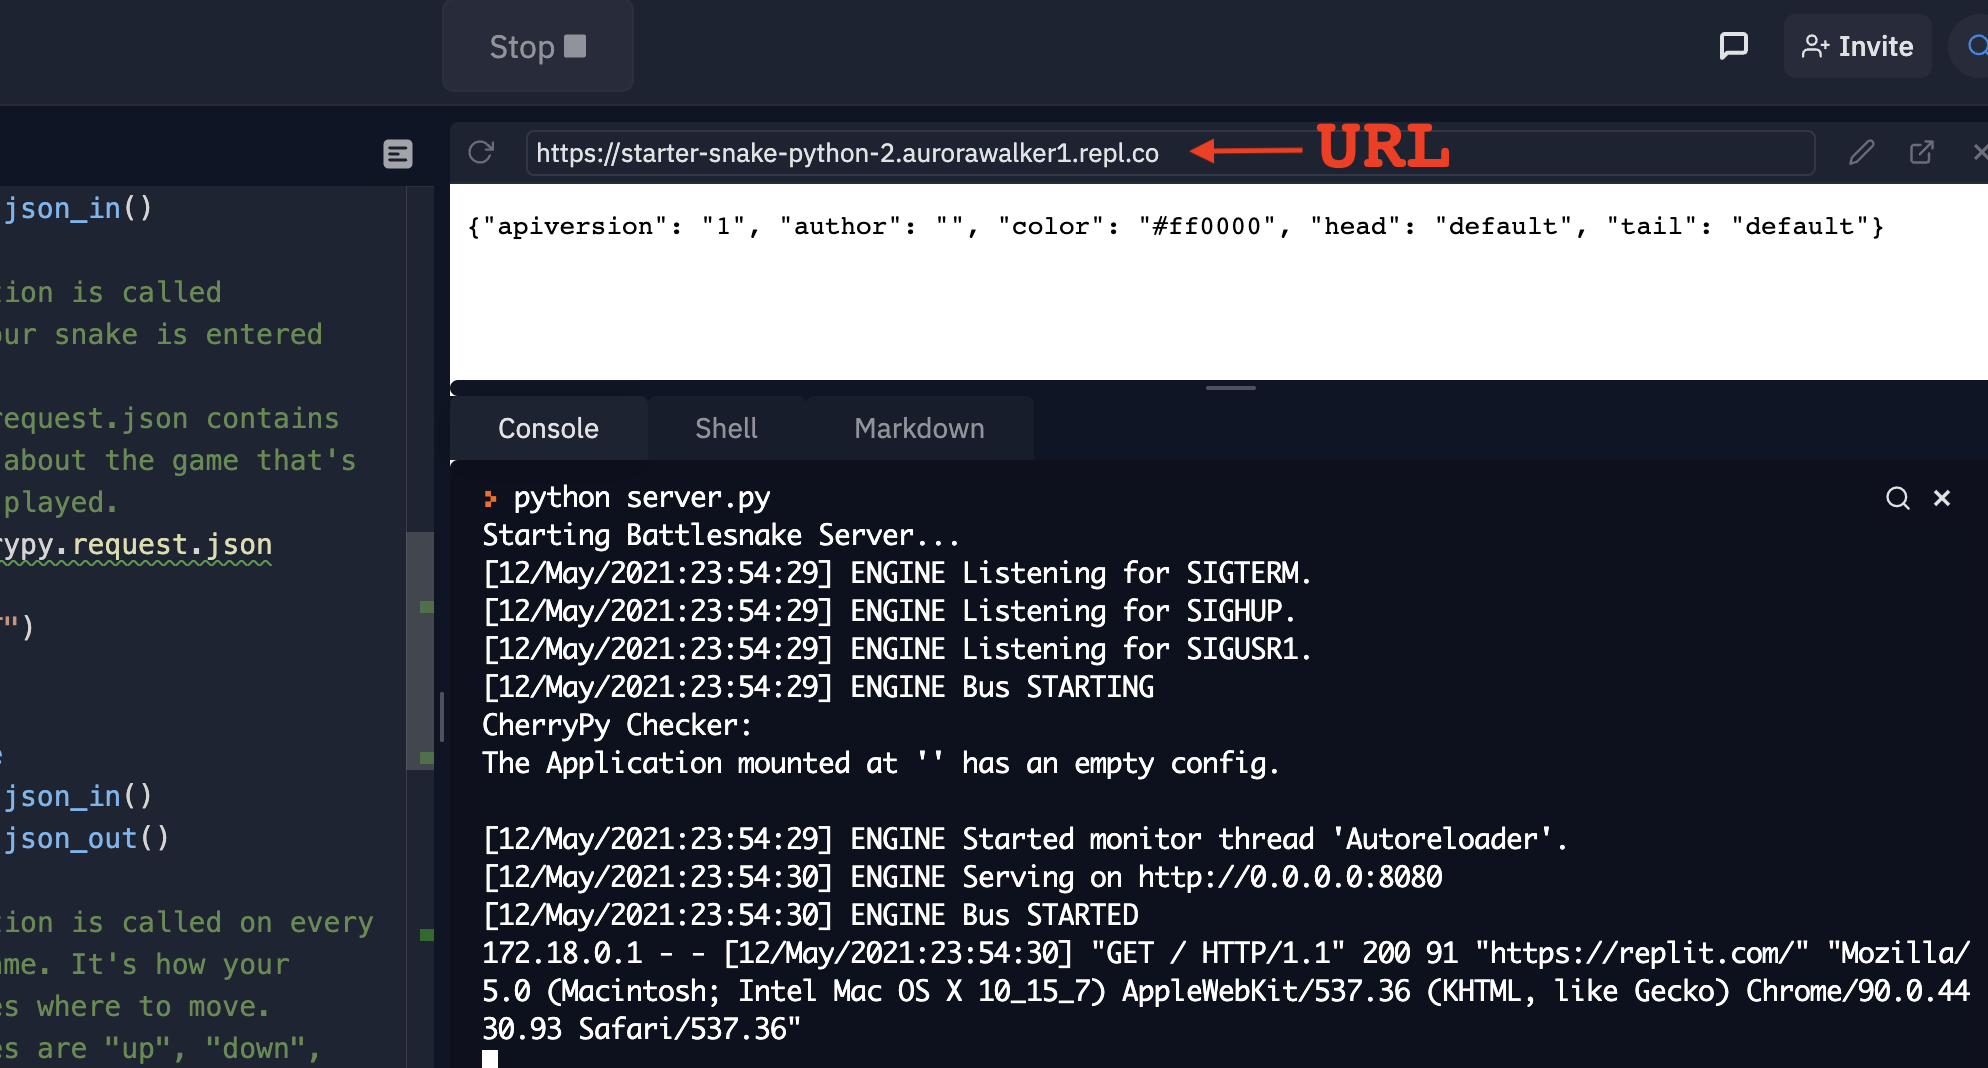 Stop
Invite
https://starter-snake-python-2.aurorawalker1.repl.co
URL
json_in()
tion is called
our snake is entered
request.json contains
about the game that's
played.
rypy.request.json
")
json_in()
json_out()
tion is called on every
ame. It's how your
es where to move.
es are "up", "down",
{"apiversion": "1", "author": "", "color": "#ff0000", "head": "default", "tail": "default"}
Console Shell Markdown
python server.py
Starting Battlesnake Server...
[12/May/2021:23:54:29] ENGINE Listening for SIGTERM.
[12/May/2021:23:54:29] ENGINE Listening for SIGHUP.
[12/May/2021:23:54:29] ENGINE Listening for SIGUSR1.
[12/May/2021:23:54:29] ENGINE Bus STARTING
CherryPy Checker:
The Application mounted at '' has an empty config.
[12/May/2021:23:54:29] ENGINE Started monitor thread 'Autoreloader'.
[12/May/2021:23:54:30] ENGINE Serving on http://0.0.0.0:8080
[12/May/2021:23:54:30] ENGINE Bus STARTED
172.18.0.1 - - [12/May/2021:23:54:30] "GET / HTTP/1.1" 200 91 "https://replit.com/" "Mozilla/
5.0 (Macintosh; Intel Mac OS X 10_15_7) AppleWebKit/537.36 (KHTML, like Gecko) Chrome/90.0.44
30.93 Safari/537.36"